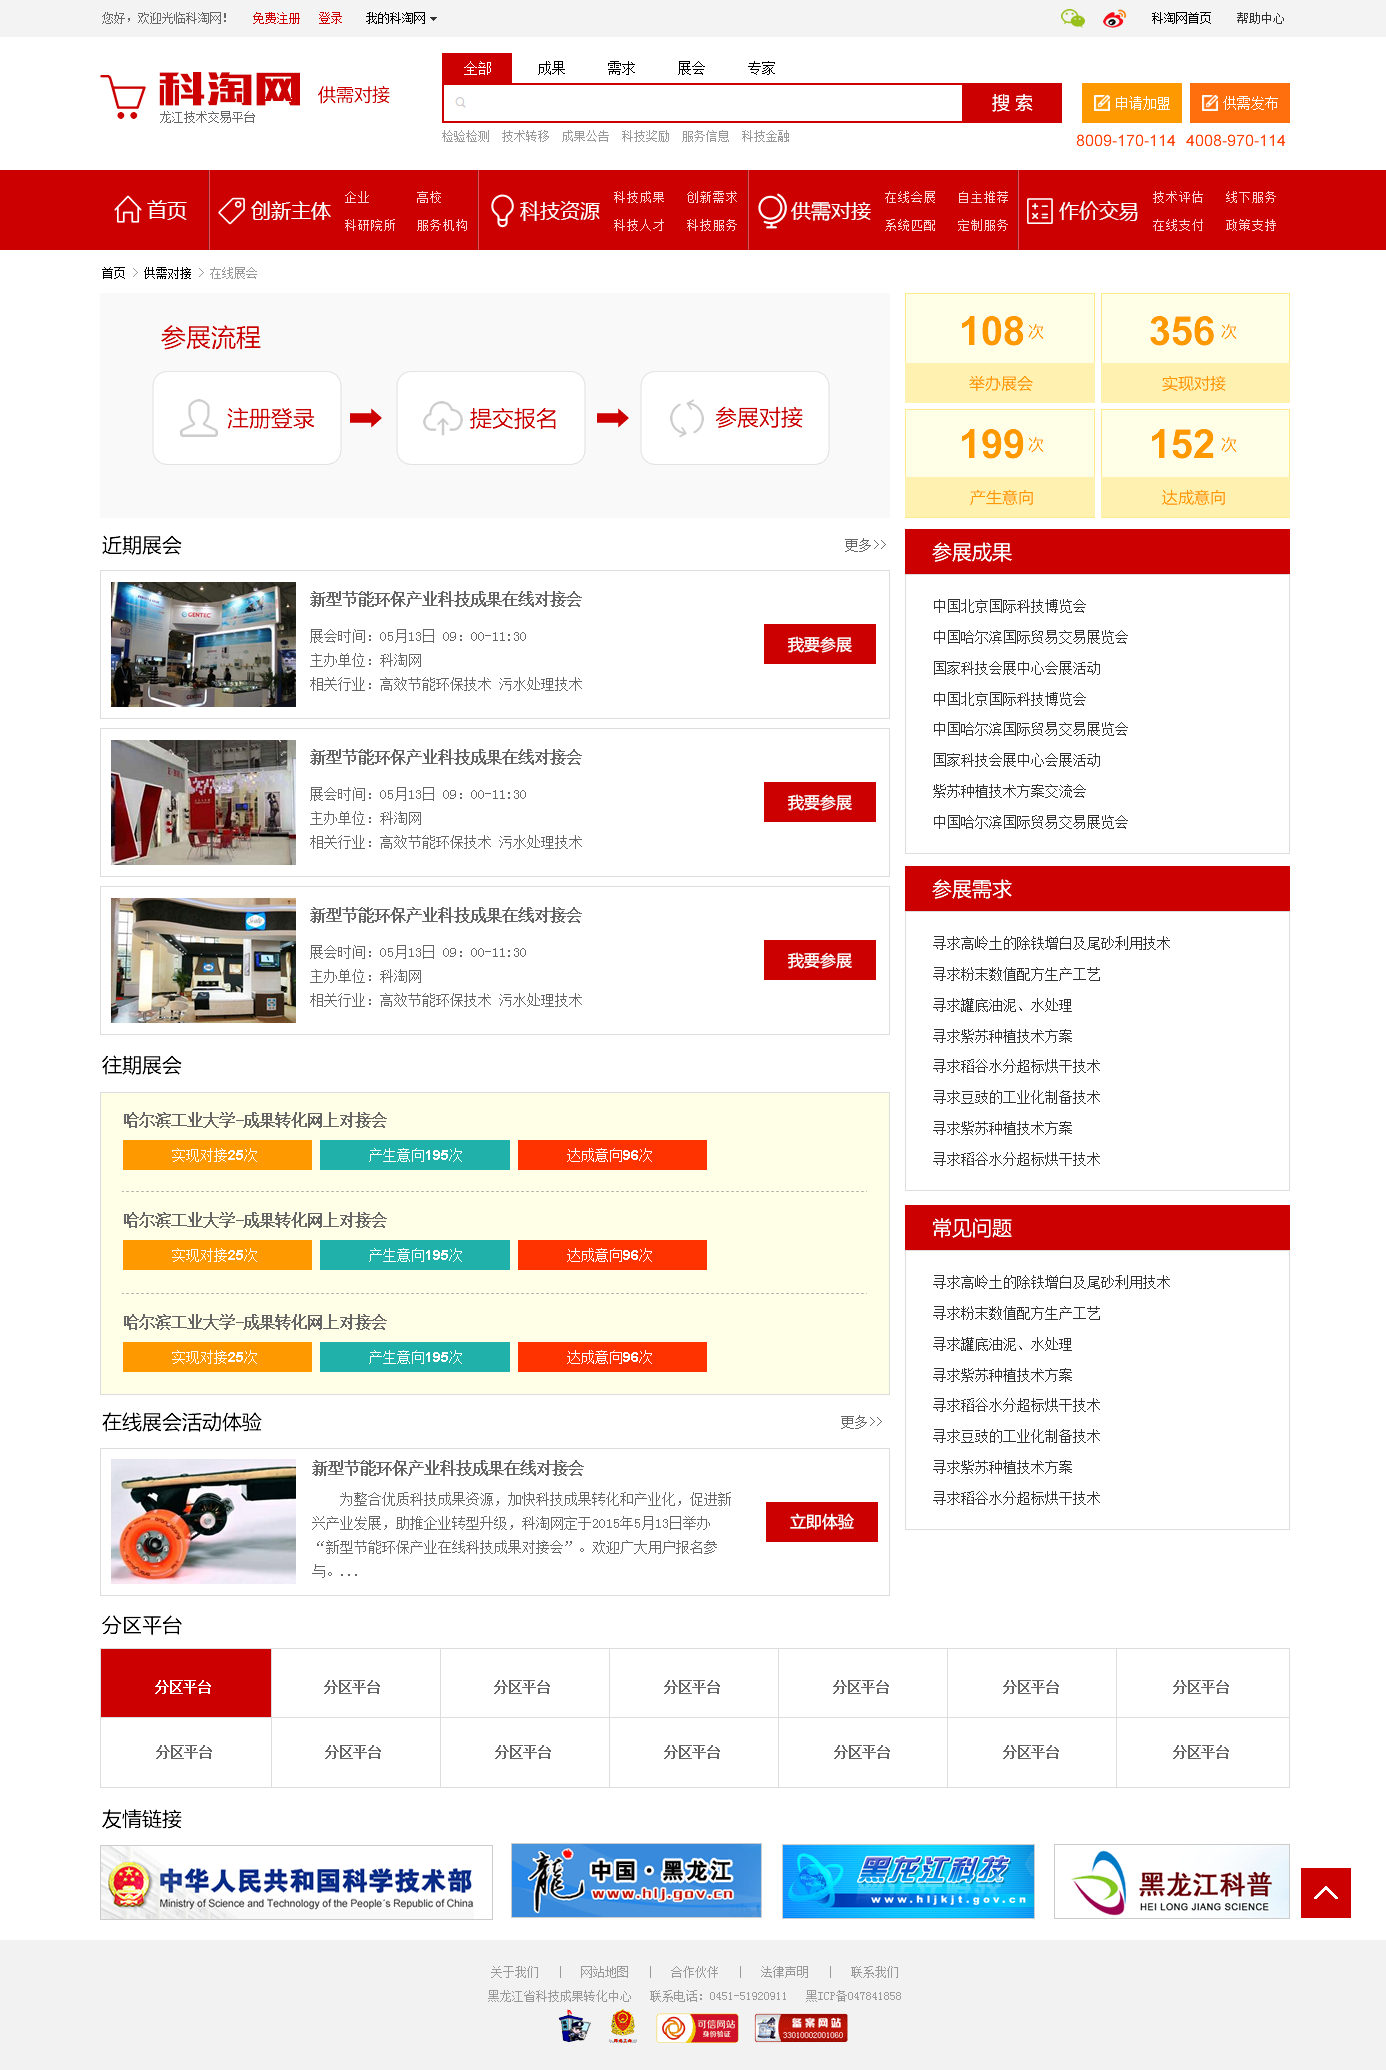 您好，欢迎光临科淘网！ 免费注册 登录 我的科淘网 科淘网首页 帮助中心
科淘网 供需对接
龙江技术交易平台
全部 成果 需求 展会 专家
搜 索
检验检测 技术转移 成果公告 科技奖励 服务信息 科技金融
申请加盟 供需发布
8009-170-114 4008-970-114
首页
创新主体 企业 高校
科研院所 服务机构
科技资源 科技成果 创新需求
科技人才 科技服务
供需对接 在线会展 自主推荐
系统匹配 定制服务
作价交易 技术评估 线下服务
在线支付 政策支持
首页 > 供需对接 > 在线展会
参展流程
注册登录 提交报名 参展对接
108次 356次
举办展会 实现对接
199次 152次
产生意向 达成意向
近期展会 更多>>
新型节能环保产业科技成果在线对接会
展会时间：05月13日 09：00-11:30
主办单位：科淘网
相关行业：高效节能环保技术 污水处理技术
我要参展
GENTEC
新型节能环保产业科技成果在线对接会
展会时间：05月13日 09：00-11:30
主办单位：科淘网
相关行业：高效节能环保技术 污水处理技术
我要参展
新型节能环保产业科技成果在线对接会
展会时间：05月13日 09：00-11:30
主办单位：科淘网
相关行业：高效节能环保技术 污水处理技术
我要参展
往期展会
哈尔滨工业大学-成果转化网上对接会
实现对接25次 产生意向195次 达成意向96次
哈尔滨工业大学-成果转化网上对接会
实现对接25次 产生意向195次 达成意向96次
哈尔滨工业大学-成果转化网上对接会
实现对接25次 产生意向195次 达成意向96次
在线展会活动体验 更多>>
新型节能环保产业科技成果在线对接会
为整合优质科技成果资源，加快科技成果转化和产业化，促进新
兴产业发展，助推企业转型升级，科淘网定于2015年5月13日举办
“新型节能环保产业在线科技成果对接会”。欢迎广大用户报名参
与。...
立即体验
参展成果
中国北京国际科技博览会
中国哈尔滨国际贸易交易展览会
国家科技会展中心会展活动
中国北京国际科技博览会
中国哈尔滨国际贸易交易展览会
国家科技会展中心会展活动
紫苏种植技术方案交流会
中国哈尔滨国际贸易交易展览会
参展需求
寻求高岭土的除铁增白及尾砂利用技术
寻求粉末数值配方生产工艺
寻求罐底油泥、水处理
寻求紫苏种植技术方案
寻求稻谷水分超标烘干技术
寻求豆豉的工业化制备技术
寻求紫苏种植技术方案
寻求稻谷水分超标烘干技术
常见问题
寻求高岭土的除铁增白及尾砂利用技术
寻求粉末数值配方生产工艺
寻求罐底油泥、水处理
寻求紫苏种植技术方案
寻求稻谷水分超标烘干技术
寻求豆豉的工业化制备技术
寻求紫苏种植技术方案
寻求稻谷水分超标烘干技术
分区平台
分区平台 分区平台 分区平台 分区平台 分区平台 分区平台 分区平台
分区平台 分区平台 分区平台 分区平台 分区平台 分区平台 分区平台
友情链接
中华人民共和国科学技术部
Ministry of Science and Technology of the People's Republic of China
龍 中国·黑龙江
www.hlj.gov.cn
黑龙江科技
www.hljkjt.gov.cn
黑龙江科普
HEI LONG JIANG SCIENCE
关于我们 | 网站地图 | 合作伙伴 | 法律声明 | 联系我们
黑龙江省科技成果转化中心 联系电话：0451-51920911 黑ICP备047841858
可信网站
身份验证
备案网站
33010002001060